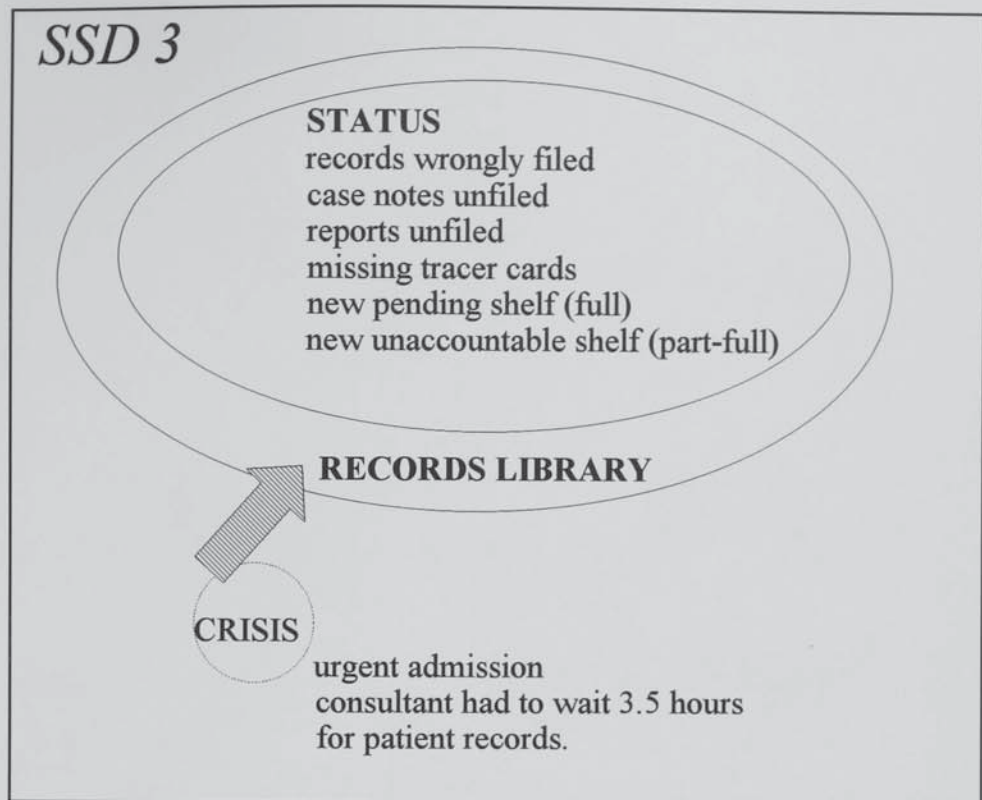 SSD 3
STATUS
records wrongly filed
case notes unfiled
reports unfiled
missing tracer cards
new pending shelf (full)
new unaccountable shelf (part-full)
RECORDS LIBRARY
CRISIS
urgent admission
consultant had to wait 3.5 hours
for patient records.